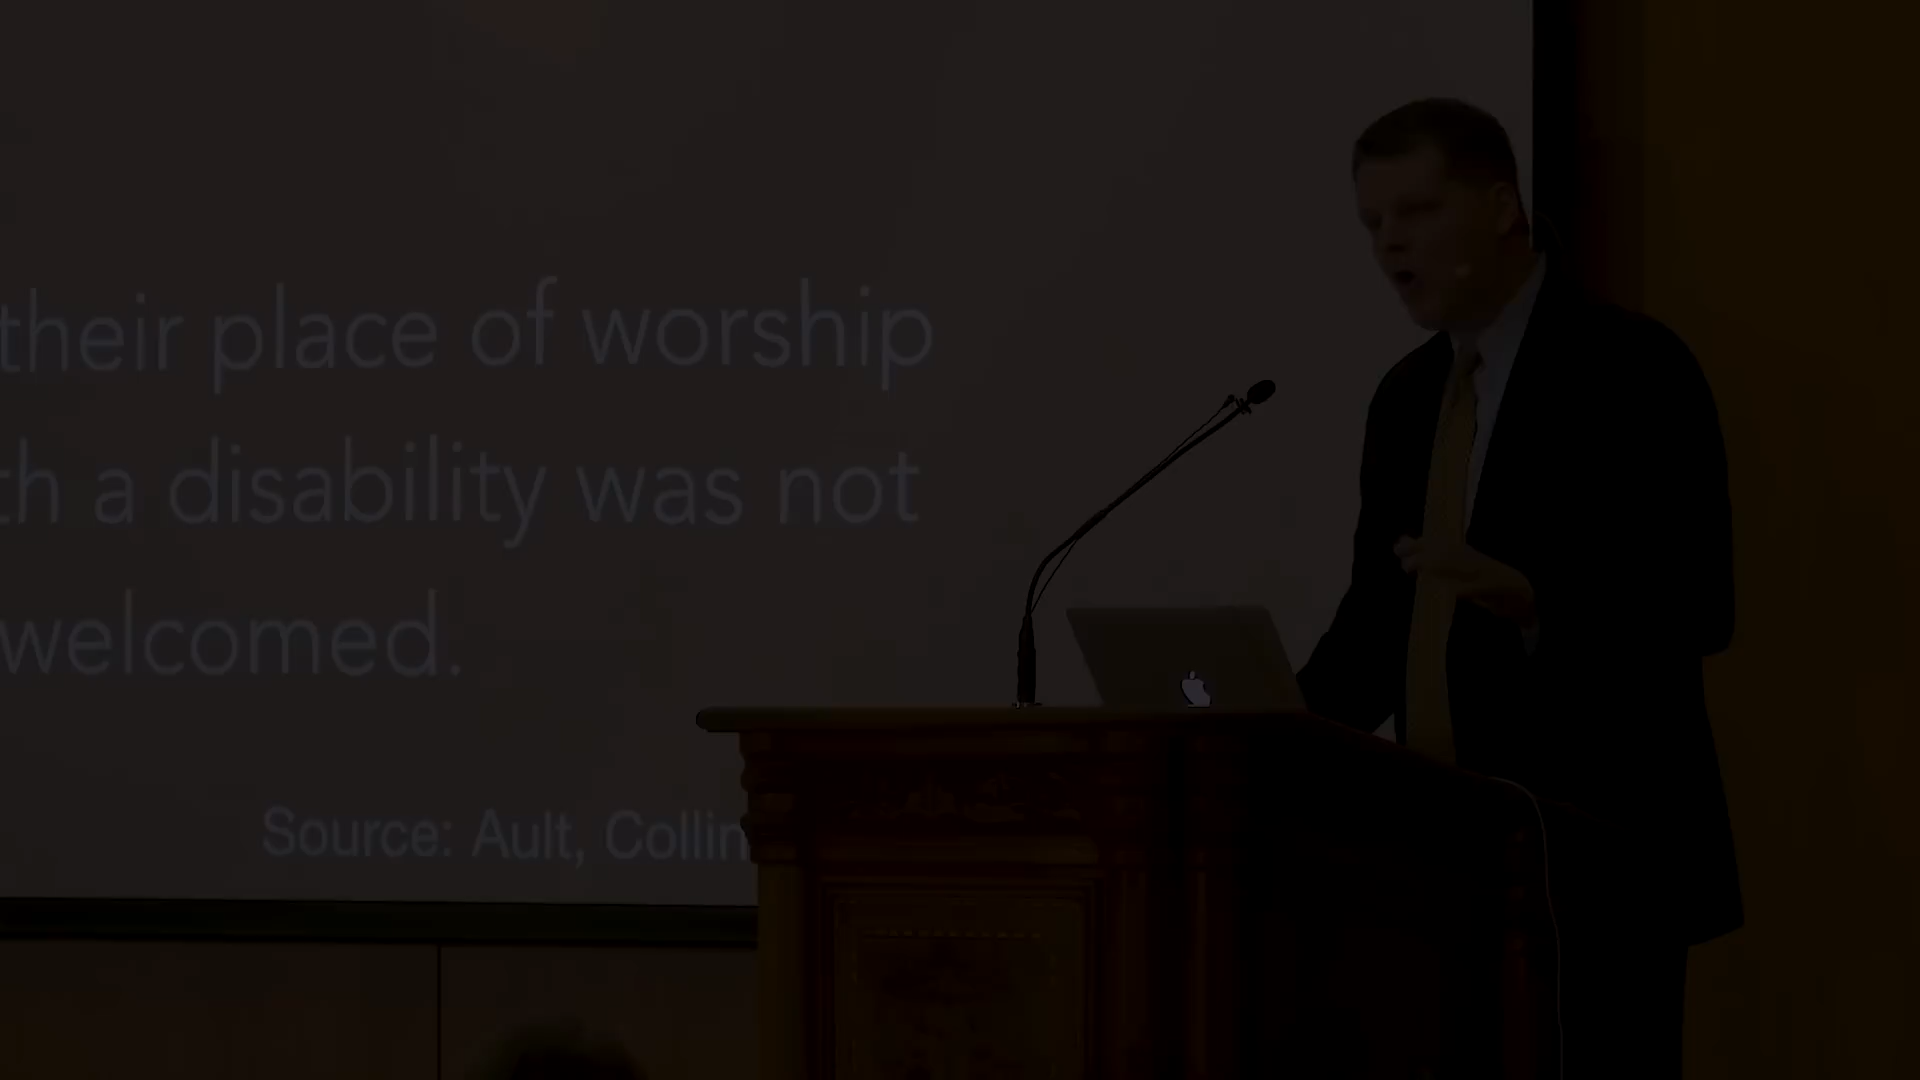 their place of worship
th a disability was not
welcomed.
Source: Ault, Collin